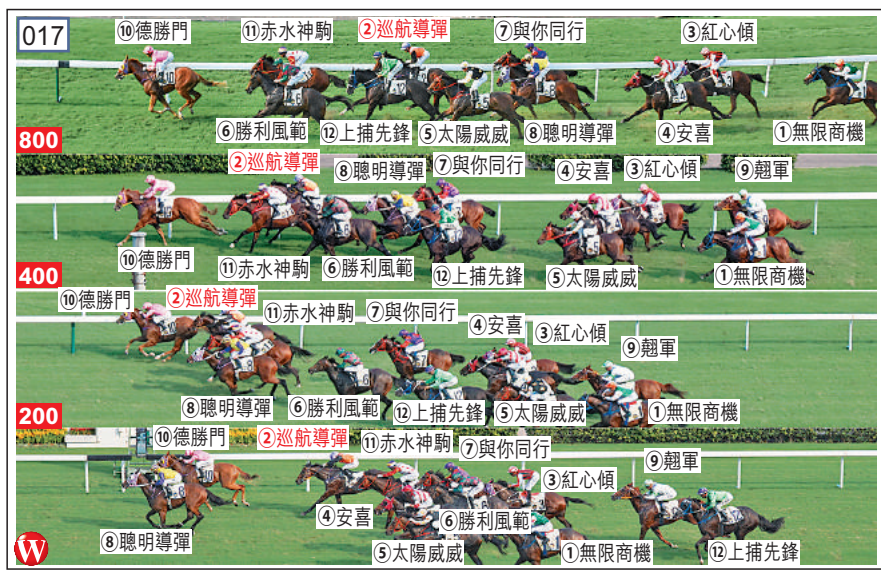 017
⑩德勝門 ⑪赤水神駒 ②巡航導彈 ⑦與你同行 ③紅心傾
⑥勝利風範 ⑫上捕先鋒 ⑤太陽威威 ⑧聰明導彈 ④安喜 ①無限商機
800
②巡航導彈 ⑧聰明導彈 ⑦與你同行 ④安喜 ③紅心傾 ⑨翹軍
⑩德勝門 ⑪赤水神駒 ⑥勝利風範 ⑫上捕先鋒 ⑤太陽威威 ①無限商機
400
⑩德勝門 ②巡航導彈 ⑪赤水神駒 ⑦與你同行 ④安喜 ③紅心傾 ⑨翹軍
⑧聰明導彈 ⑥勝利風範 ⑫上捕先鋒 ⑤太陽威威 ①無限商機
200
⑩德勝門 ②巡航導彈 ⑪赤水神駒 ⑦與你同行 ③紅心傾 ⑨翹軍
⑧聰明導彈 ④安喜 ⑤太陽威威 ⑥勝利風範 ①無限商機 ⑫上捕先鋒
W